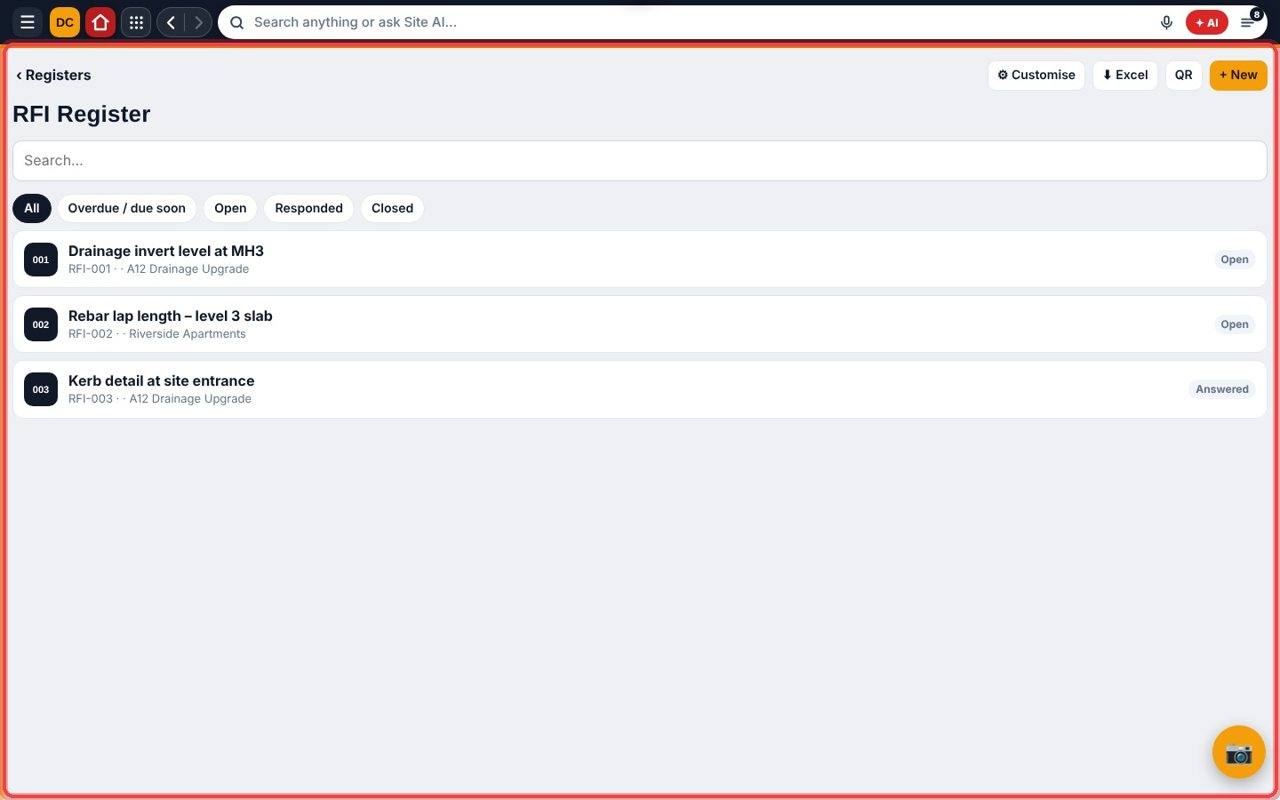 DC
Search anything or ask Site AI...
+ AI
8
‹ Registers
⚙ Customise
⬇ Excel
QR
+ New
RFI Register
Search...
All
Overdue / due soon
Open
Responded
Closed
001
Drainage invert level at MH3
RFI-001 · · A12 Drainage Upgrade
Open
002
Rebar lap length – level 3 slab
RFI-002 · · Riverside Apartments
Open
003
Kerb detail at site entrance
RFI-003 · · A12 Drainage Upgrade
Answered